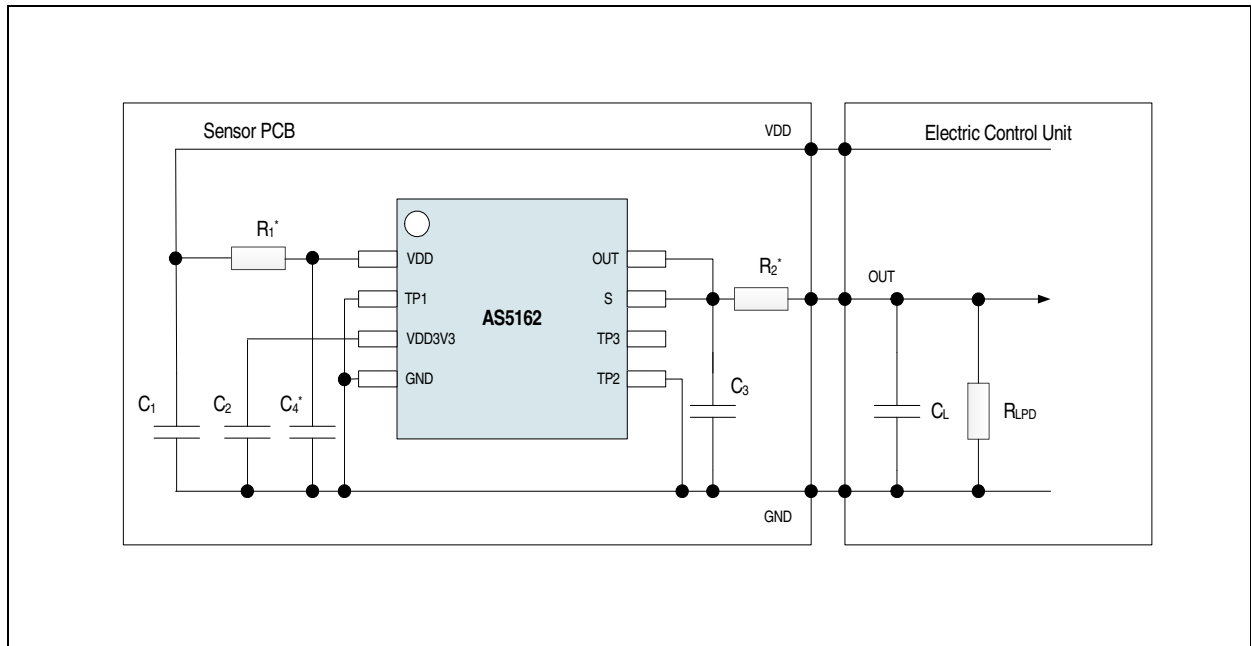 Sensor PCB
VDD
Electric Control Unit
R1*
VDD
OUT
R2*
OUT
TP1
S
AS5162
VDD3V3
TP3
GND
TP2
C1
C2
C4*
C3
CL
RLPD
GND